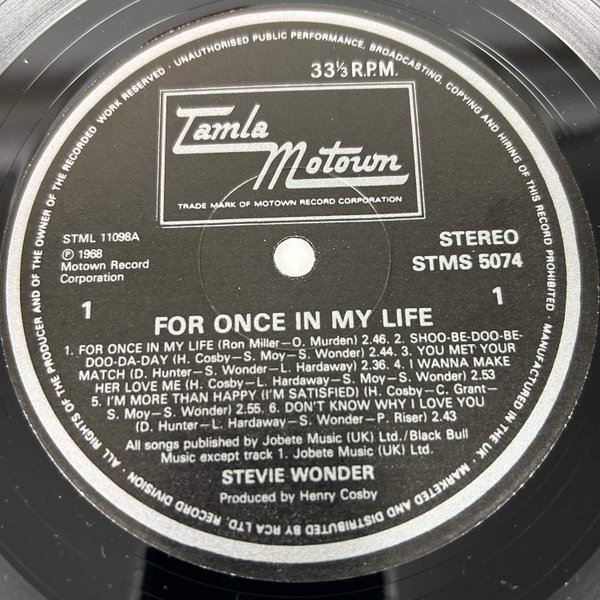 33⅓ R.P.M.
Tamla
Motown
TRADE MARK OF MOTOWN RECORD CORPORATION
STML 11098A
Ⓟ 1968
Motown Record
Corporation
STEREO
STMS 5074
1
1
FOR ONCE IN MY LIFE
1. FOR ONCE IN MY LIFE (Ron Miller—O. Murden) 2.46. 2. SHOO-BE-DOO-BE-
DOO-DA-DAY (H. Cosby—S. Moy—S. Wonder) 2.44. 3. YOU MET YOUR
MATCH (D. Hunter—S. Wonder—L. Hardaway) 2.36. 4. I WANNA MAKE
HER LOVE ME (H. Cosby—L. Hardaway—S. Moy—S. Wonder) 2.53
5. I'M MORE THAN HAPPY (I'M SATISFIED) (H. Cosby—C. Grant—
S. Moy—S. Wonder) 2.55. 6. DON'T KNOW WHY I LOVE YOU
(D. Hunter—L. Hardaway—S. Wonder—P. Riser) 2.43
All songs published by Jobete Music (UK) Ltd./Black Bull
Music except track 1. Jobete Music (UK) Ltd.
STEVIE WONDER
Produced by Henry Cosby
ALL RIGHTS OF THE PRODUCER AND OF THE OWNER OF THE RECORDED WORK RESERVED · UNAUTHORISED PUBLIC PERFORMANCE, BROADCASTING, COPYING AND HIRING OF THIS RECORD PROHIBITED · MANUFACTURED IN THE UK. MARKETED AND DISTRIBUTED BY RCA LTD. RECORD DIVISION ·